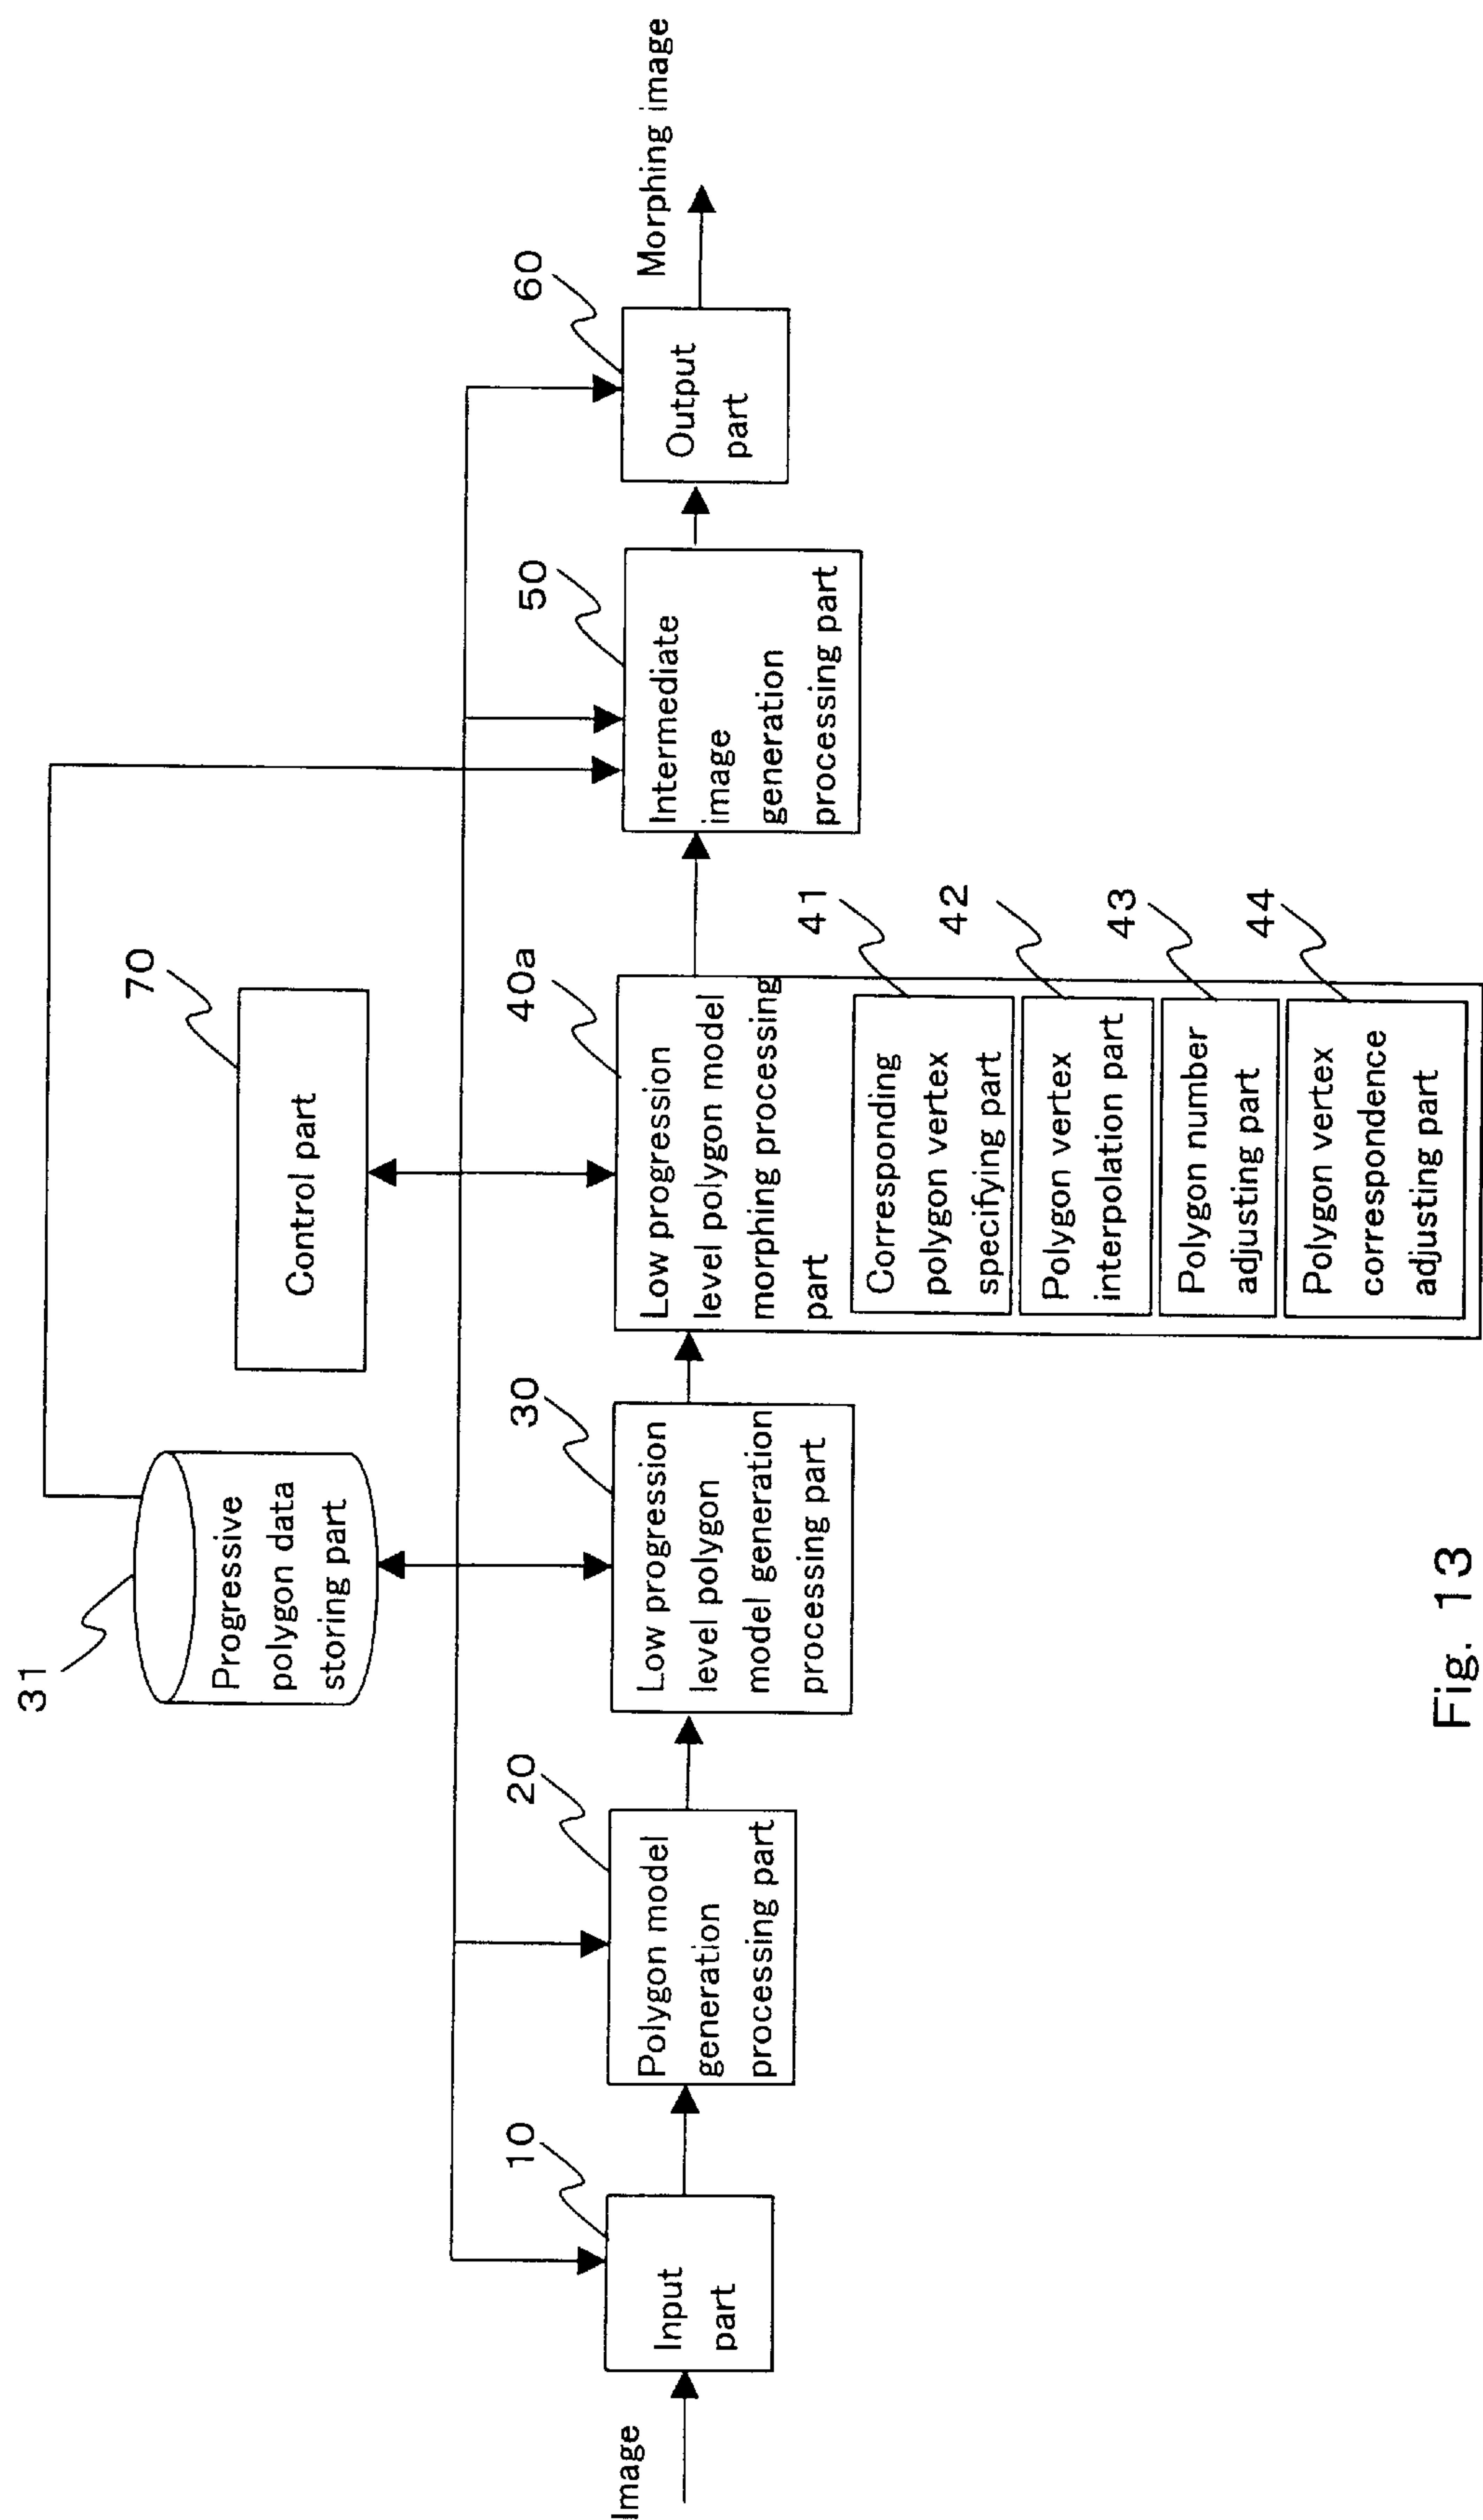 31
Progressive
polygon data
storing part
70
Control part
Image
10
Input
part
20
Polygon model
generation
processing part
30
Low progression
level polygon
model generation
processing part
40a
Low progression
level polygon model
morphing processing
part
41
Corresponding
polygon vertex
specifying part
42
Polygon vertex
interpolation part
43
Polygon number
adjusting part
44
Polygon vertex
correspondence
adjusting part
50
Intermediate
image
generation
processing part
60
Output
part
Morphing image
Fig. 13